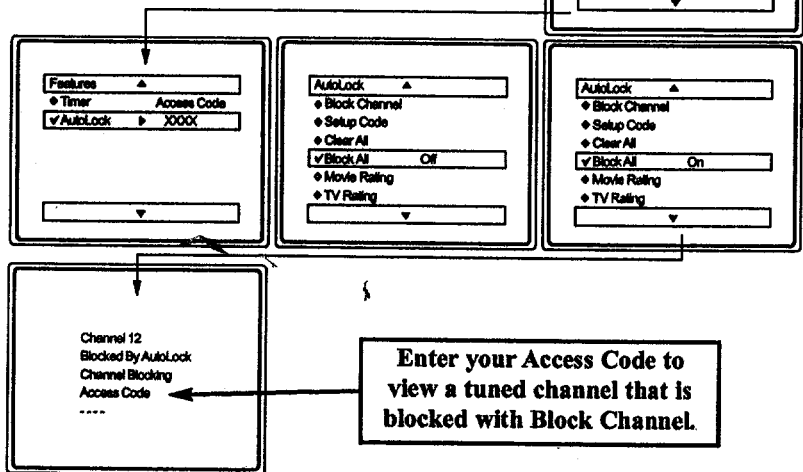 Features
Timer Access Code
AutoLock XXXX
AutoLock
Block Channel
Setup Code
Clear All
Block All Off
Movie Rating
TV Rating
AutoLock
Block Channel
Setup Code
Clear All
Block All On
Movie Rating
TV Rating
Channel 12
Blocked By AutoLock
Channel Blocking
Access Code
----
Enter your Access Code to
view a tuned channel that is
blocked with Block Channel.